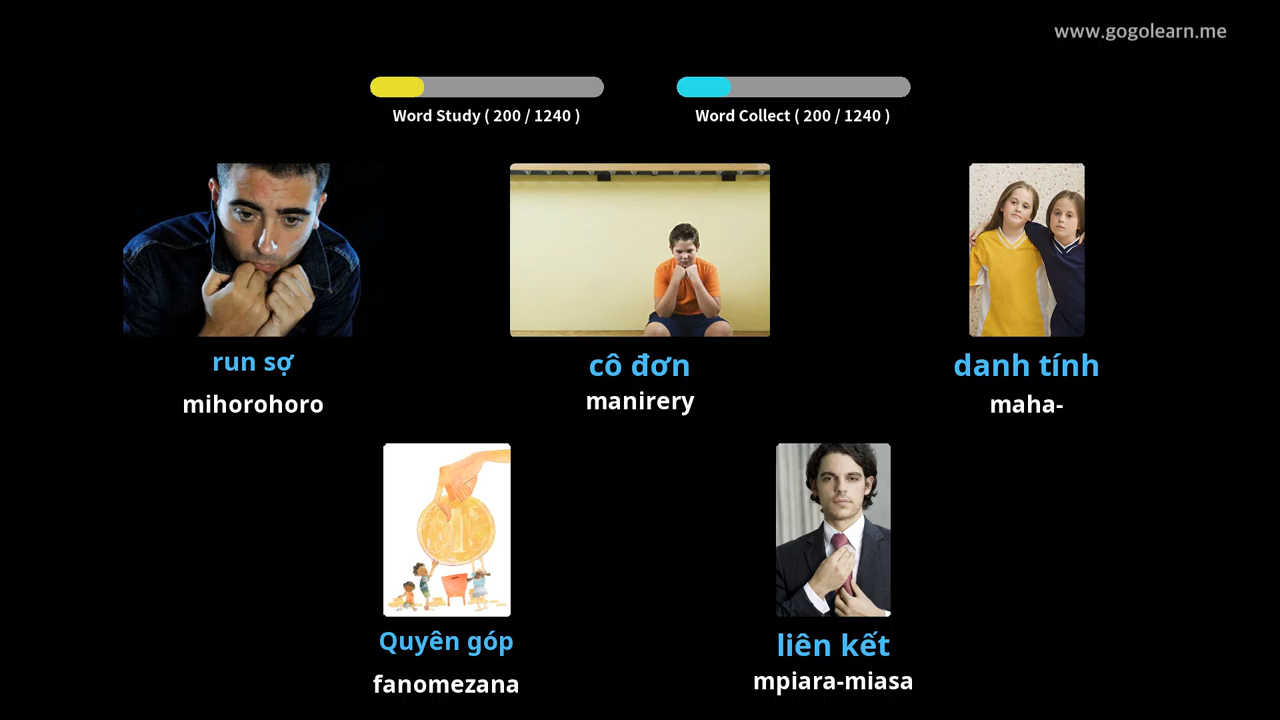 www.gogolearn.me
Word Study ( 200 / 1240 )
Word Collect ( 200 / 1240 )
run sợ
mihorohoro
cô đơn
manirery
danh tính
maha-
Quyên góp
fanomezana
liên kết
mpiara-miasa